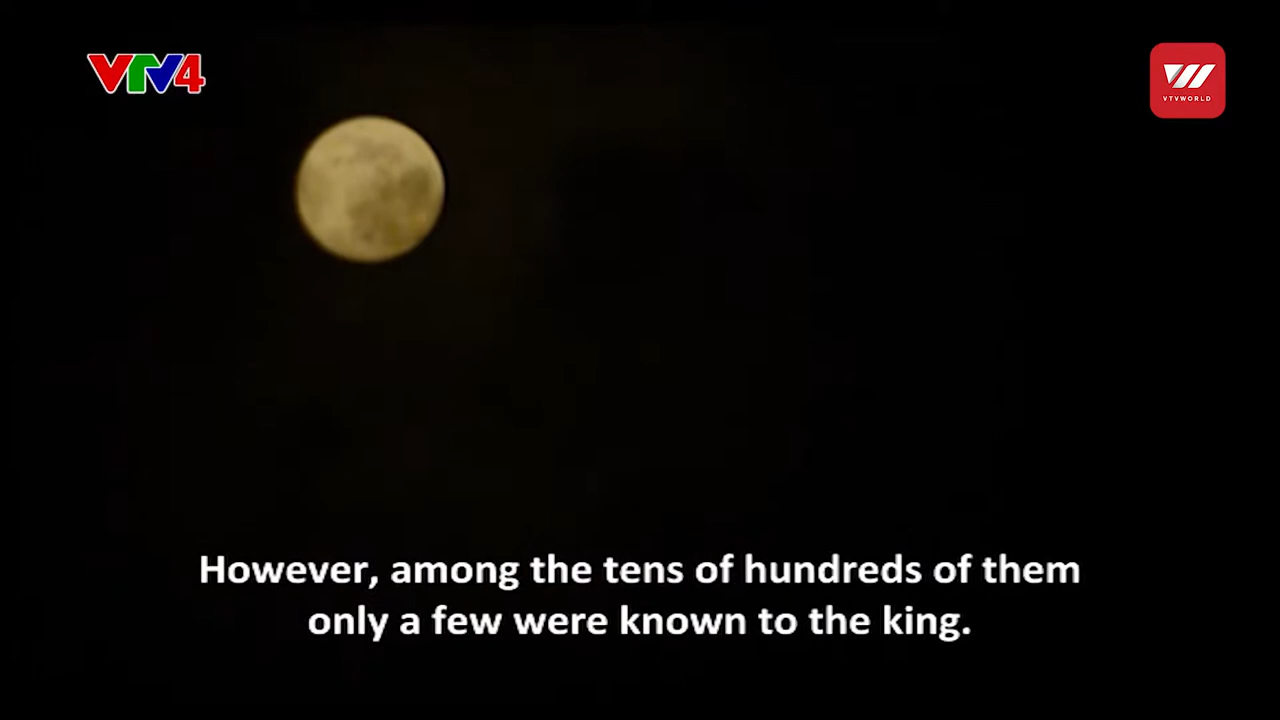 VTV4
VTVWORLD
However, among the tens of hundreds of them
only a few were known to the king.